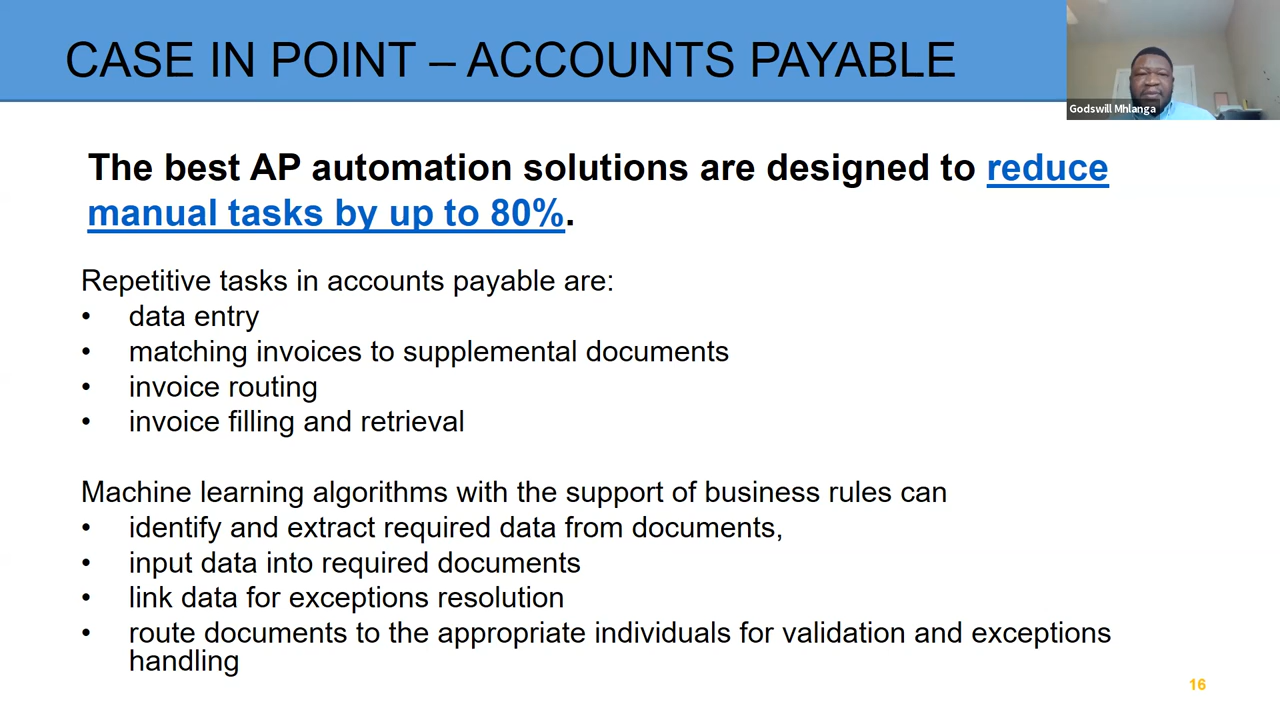 CASE IN POINT – ACCOUNTS PAYABLE
Godswill Mhlanga
The best AP automation solutions are designed to reduce
manual tasks by up to 80%.
Repetitive tasks in accounts payable are:
• data entry
• matching invoices to supplemental documents
• invoice routing
• invoice filling and retrieval
Machine learning algorithms with the support of business rules can
• identify and extract required data from documents,
• input data into required documents
• link data for exceptions resolution
• route documents to the appropriate individuals for validation and exceptions
handling
16